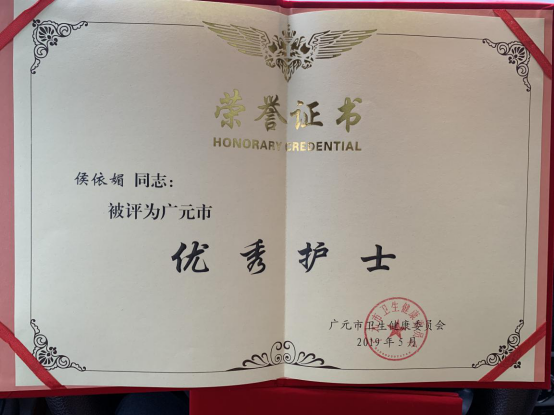 荣誉证书
HONORARY CREDENTIAL
侯依媚 同志：
被评为广元市
优秀护士
广元市卫生健康委员会
2019年5月